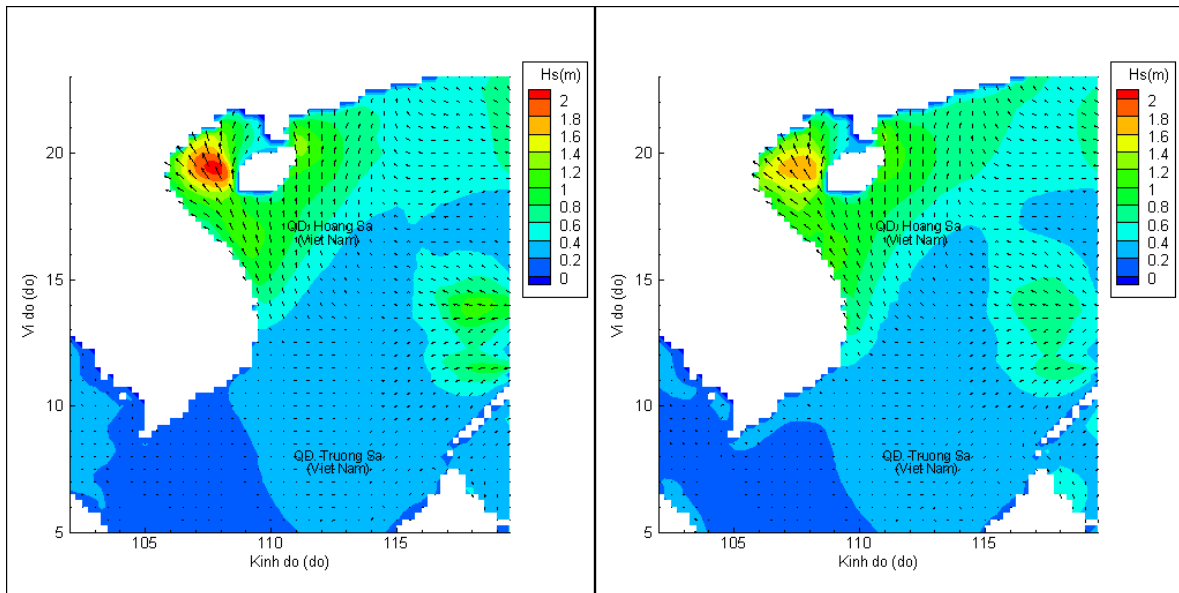 Hs(m)
2
1.8
1.6
1.4
1.2
1
0.8
0.6
0.4
0.2
0
20
15
10
5
Vi do (do)
QD. Hoang Sa
(Viet Nam)
QĐ. Truong Sa
(Viet Nam)
105
110
115
Kinh do (do)
Hs(m)
2
1.8
1.6
1.4
1.2
1
0.8
0.6
0.4
0.2
0
20
15
10
5
Vi do (do)
QD. Hoang Sa
(Viet Nam)
QĐ. Truong Sa
(Viet Nam)
105
110
115
Kinh do (do)